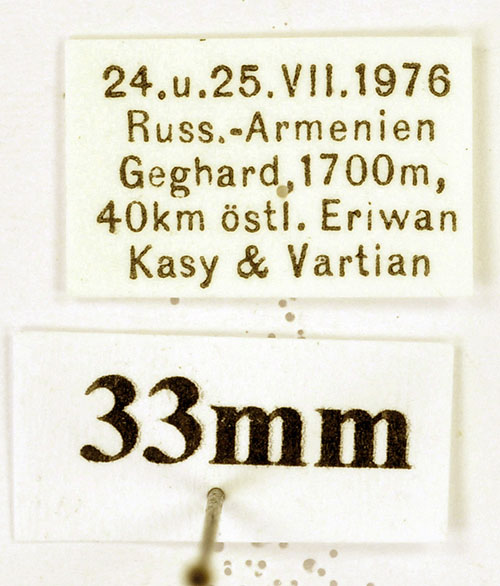 24.u.25.VII.1976
Russ.-Armenien
Geghard,1700m,
40km östl. Eriwan
Kasy & Vartian
33mm